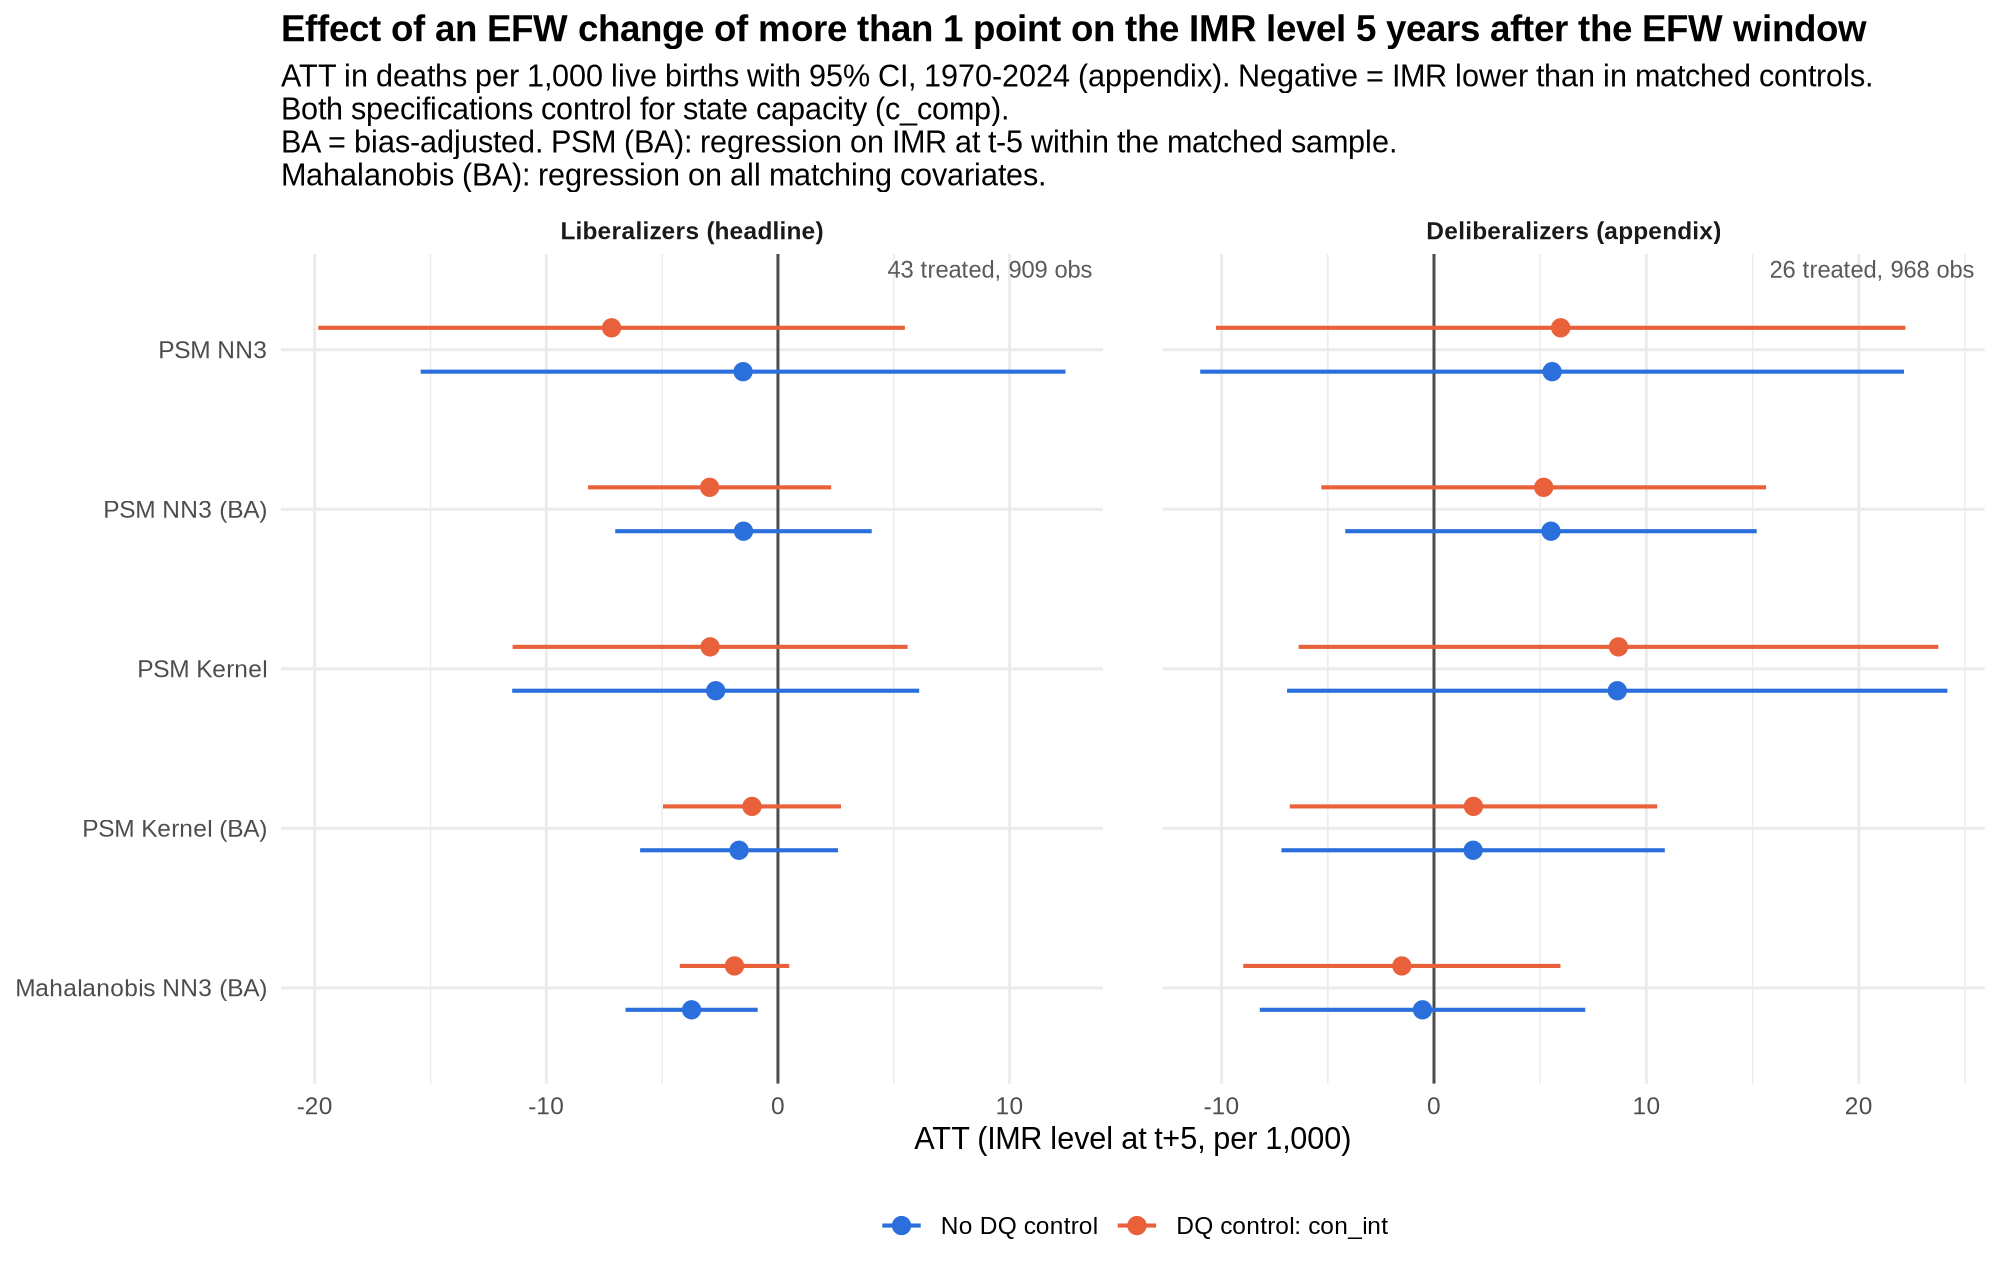 Effect of an EFW change of more than 1 point on the IMR level 5 years after the EFW window
ATT in deaths per 1,000 live births with 95% CI, 1970-2024 (appendix). Negative = IMR lower than in matched controls.
Both specifications control for state capacity (c_comp).
BA = bias-adjusted. PSM (BA): regression on IMR at t-5 within the matched sample.
Mahalanobis (BA): regression on all matching covariates.
Liberalizers (headline)
Deliberalizers (appendix)
43 treated, 909 obs
26 treated, 968 obs
PSM NN3
PSM NN3 (BA)
PSM Kernel
PSM Kernel (BA)
Mahalanobis NN3 (BA)
-20 -10 0 10
-10 0 10 20
ATT (IMR level at t+5, per 1,000)
No DQ control
DQ control: con_int